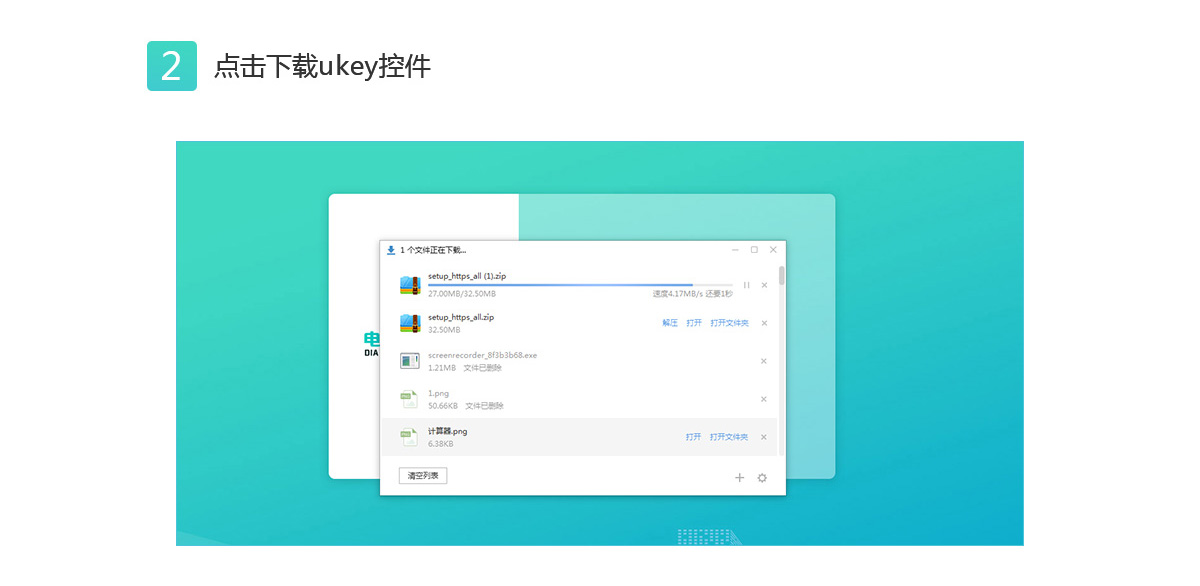 2 点击下载ukey控件
1 个文件正在下载...
setup_https_all (1).zip
27.00MB/32.50MB 速度4.17MB/s 还要1秒
setup_https_all.zip
32.50MB 解压 打开 打开文件夹
电
DIA
screenrecorder_8f3b3b68.exe
1.21MB 文件已删除
1.png
50.66KB 文件已删除
计算器.png
6.38KB 打开 打开文件夹
清空列表